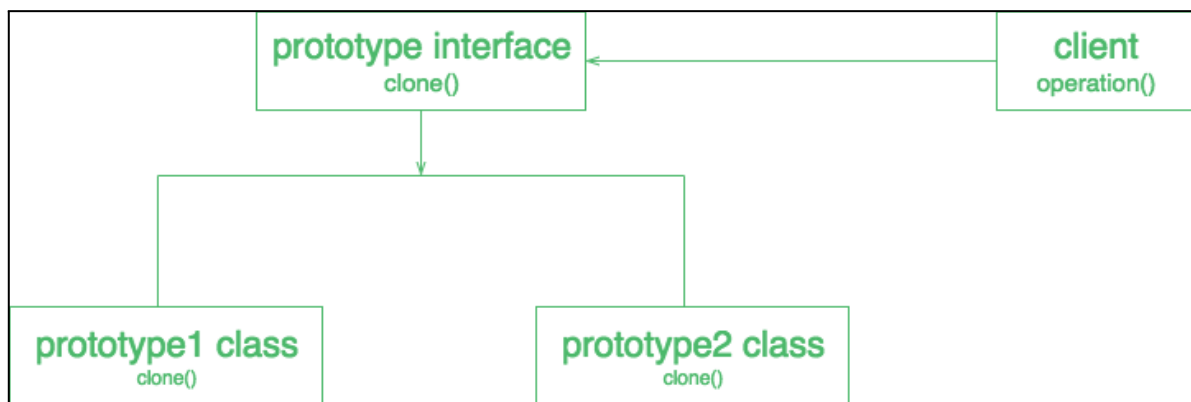 prototype interface
clone()
client
operation()
prototype1 class
clone()
prototype2 class
clone()